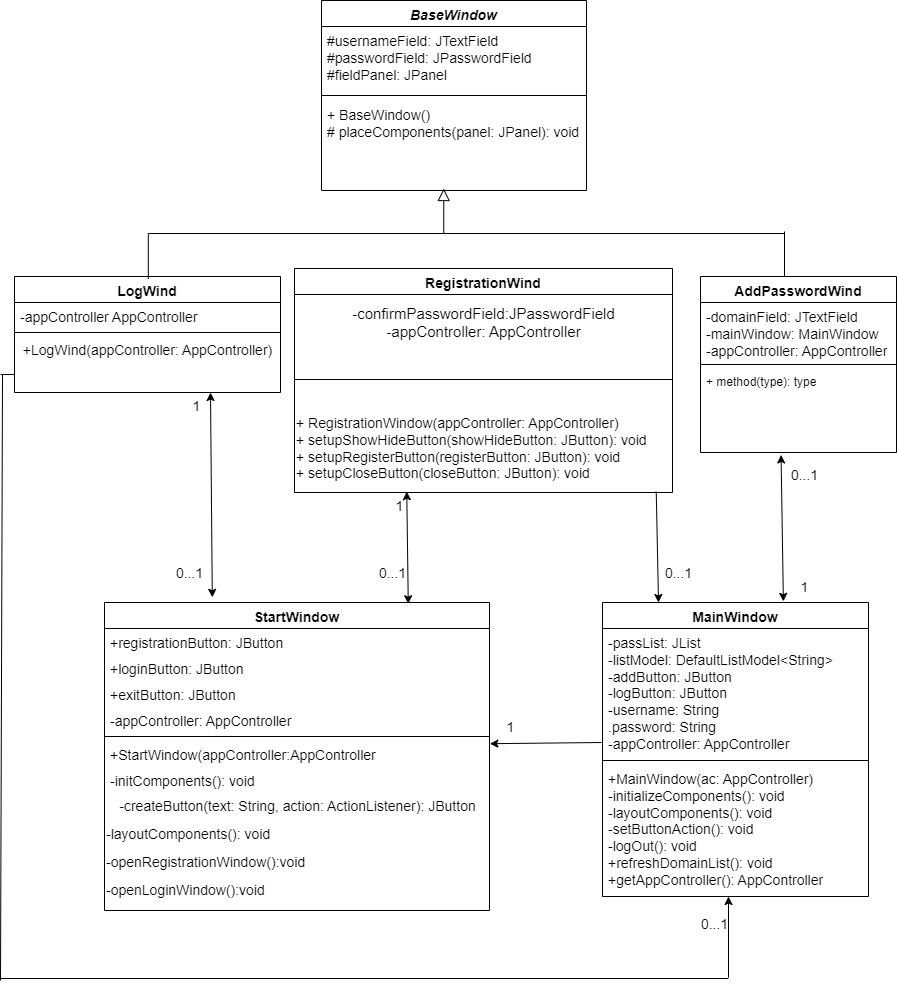 BaseWindow
#usernameField: JTextField
#passwordField: JPasswordField
#fieldPanel: JPanel
+ BaseWindow()
# placeComponents(panel: JPanel): void
LogWind
-appController AppController
+LogWind(appController: AppController)
RegistrationWind
-confirmPasswordField:JPasswordField
-appController: AppController
+ RegistrationWindow(appController: AppController)
+ setupShowHideButton(showHideButton: JButton): void
+ setupRegisterButton(registerButton: JButton): void
+ setupCloseButton(closeButton: JButton): void
AddPasswordWind
-domainField: JTextField
-mainWindow: MainWindow
-appController: AppController
+ method(type): type
1
0...1
1
0...1
0...1
0...1
1
StartWindow
+registrationButton: JButton
+loginButton: JButton
+exitButton: JButton
-appController: AppController
+StartWindow(appController:AppController
-initComponents(): void
-createButton(text: String, action: ActionListener): JButton
-layoutComponents(): void
-openRegistrationWindow():void
-openLoginWindow():void
1
MainWindow
-passList: JList
-listModel: DefaultListModel<String>
-addButton: JButton
-logButton: JButton
-username: String
.password: String
-appController: AppController
+MainWindow(ac: AppController)
-initializeComponents(): void
-layoutComponents(): void
-setButtonAction(): void
-logOut(): void
+refreshDomainList(): void
+getAppController(): AppController
0...1